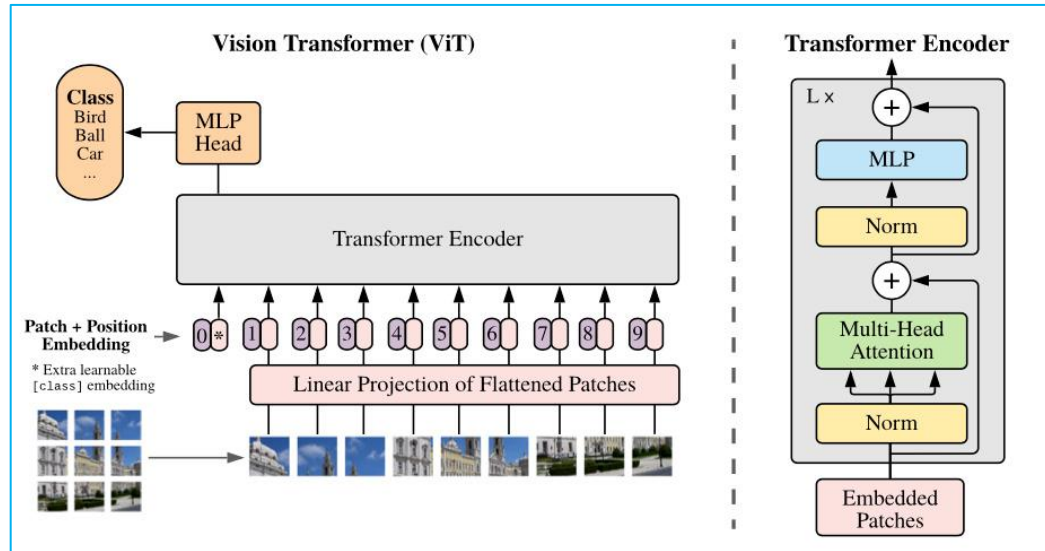 Vision Transformer (ViT)
Class
Bird
Ball
Car
...
MLP
Head
Transformer Encoder
Patch + Position
Embedding
* Extra learnable
[class] embedding
0 * 1 2 3 4 5 6 7 8 9
Linear Projection of Flattened Patches
Transformer Encoder
L x
+
MLP
Norm
+
Multi-Head
Attention
Norm
Embedded
Patches